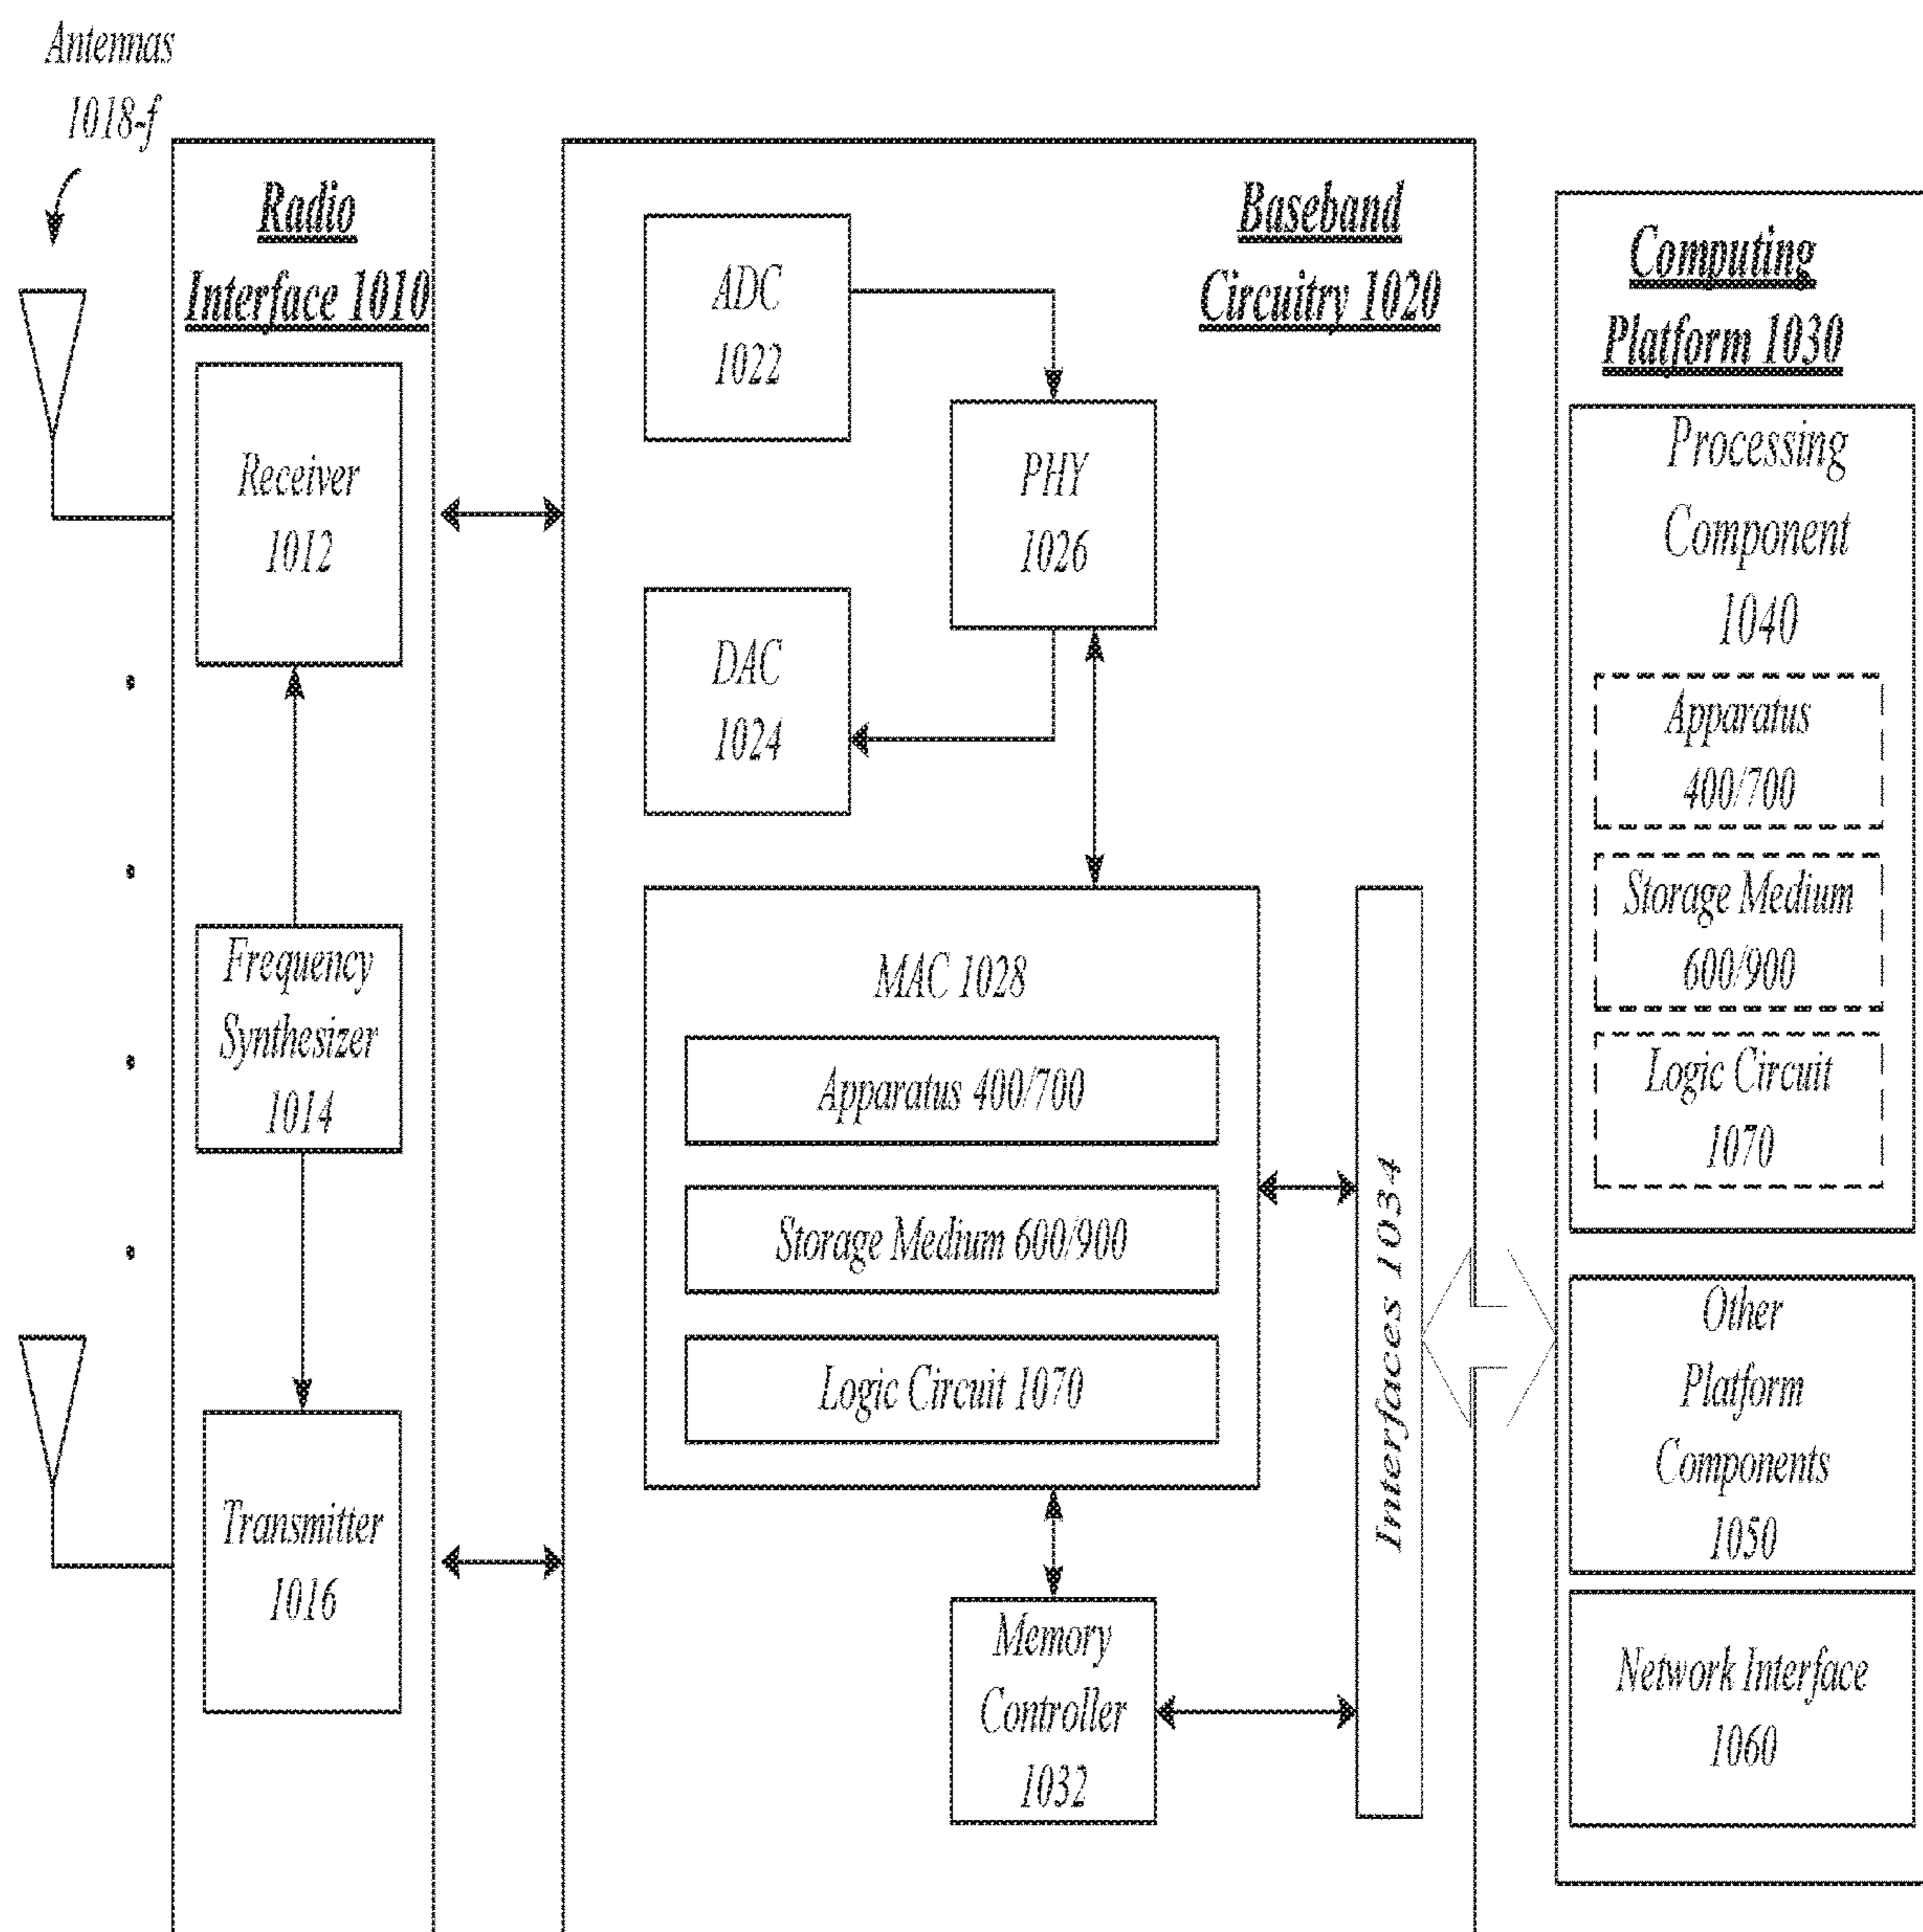 Antennas
1018-f
Radio
Interface 1010
Receiver
1012
Frequency
Synthesizer
1014
Transmitter
1016
Baseband
Circuitry 1020
ADC
1022
PHY
1026
DAC
1024
MAC 1028
Apparatus 400/700
Storage Medium 600/900
Logic Circuit 1070
Memory
Controller
1032
Interfaces 1034
Computing
Platform 1030
Processing
Component
1040
Apparatus
400/700
Storage Medium
600/900
Logic Circuit
1070
Other
Platform
Components
1050
Network Interface
1060